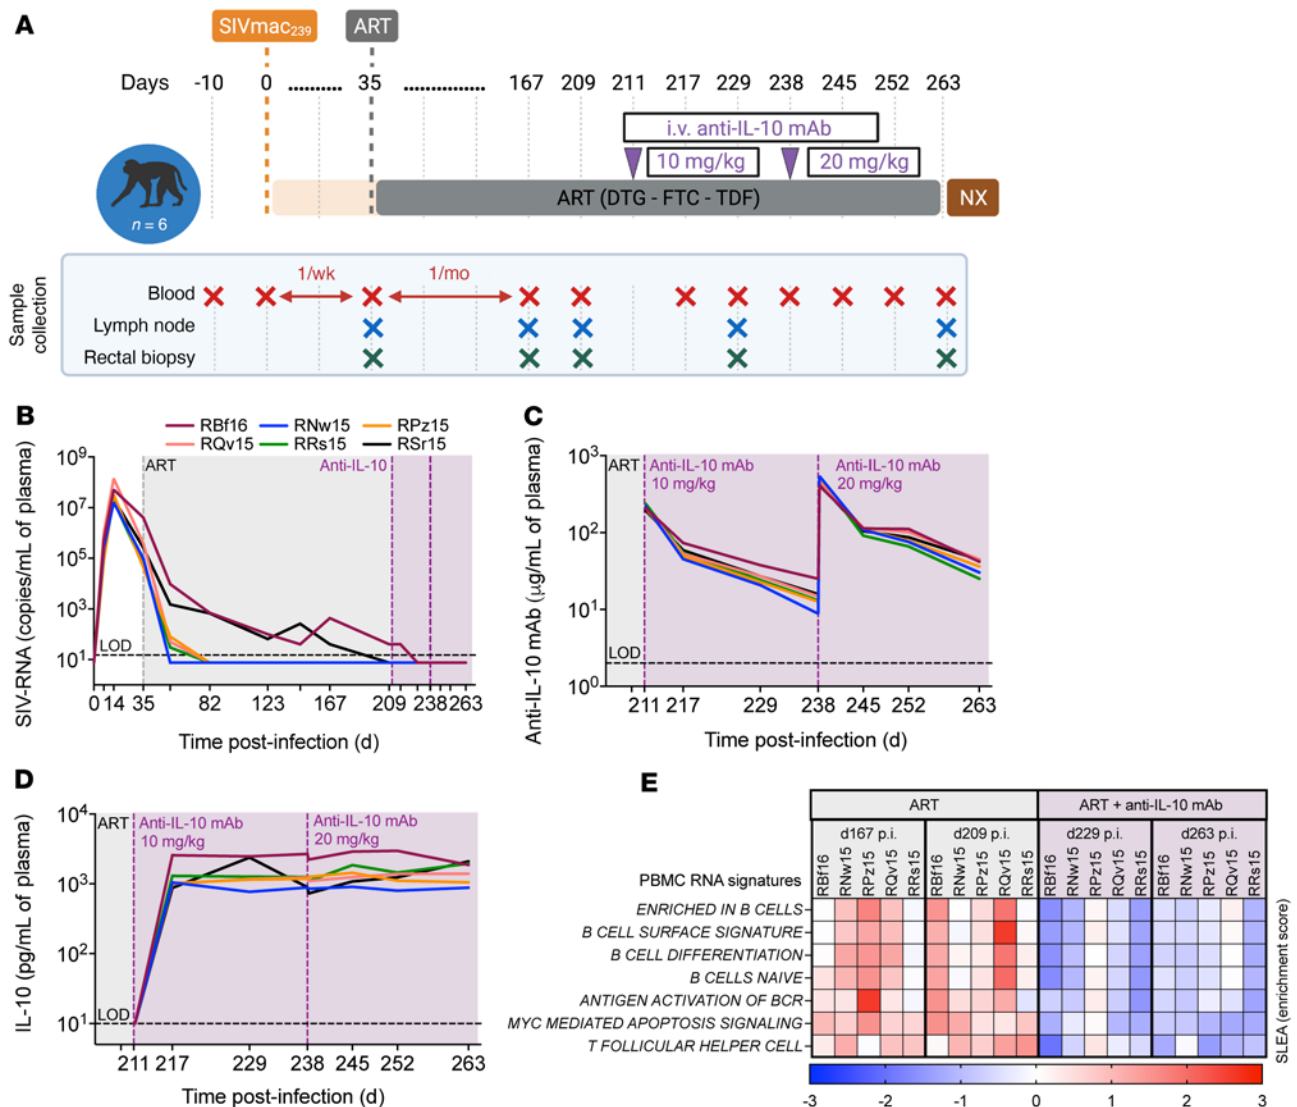 A
SIVmac239
ART
Days -10 0 35 167 209 211 217 229 238 245 252 263
i.v. anti-IL-10 mAb
10 mg/kg 20 mg/kg
n = 6
ART (DTG - FTC - TDF)
NX
Sample collection
1/wk 1/mo
Blood
Lymph node
Rectal biopsy
B
RBf16 RNw15 RPz15
RQv15 RRs15 RSr15
SIV-RNA (copies/mL of plasma)
10^9
10^7
10^5
10^3
10^1
ART
Anti-IL-10
LOD
0 14 35 82 123 167 209 238 263
Time post-infection (d)
C
Anti-IL-10 mAb (µg/mL of plasma)
10^3
10^2
10^1
10^0
ART
Anti-IL-10 mAb
10 mg/kg
Anti-IL-10 mAb
20 mg/kg
LOD
211 217 229 238 245 252 263
Time post-infection (d)
D
IL-10 (pg/mL of plasma)
10^4
10^3
10^2
10^1
ART
Anti-IL-10 mAb
10 mg/kg
Anti-IL-10 mAb
20 mg/kg
LOD
211 217 229 238 245 252 263
Time post-infection (d)
E
ART ART + anti-IL-10 mAb
d167 p.i. d209 p.i. d229 p.i. d263 p.i.
RBf16 RNw15 RPz15 RQv15 RRs15 RBf16 RNw15 RPz15 RQv15 RRs15 RBf16 RNw15 RPz15 RQv15 RRs15 RBf16 RNw15 RPz15 RQv15 RRs15
PBMC RNA signatures
ENRICHED IN B CELLS
B CELL SURFACE SIGNATURE
B CELL DIFFERENTIATION
B CELLS NAIVE
ANTIGEN ACTIVATION OF BCR
MYC MEDIATED APOPTOSIS SIGNALING
T FOLLICULAR HELPER CELL
SLEA (enrichment score)
-3 -2 -1 0 1 2 3